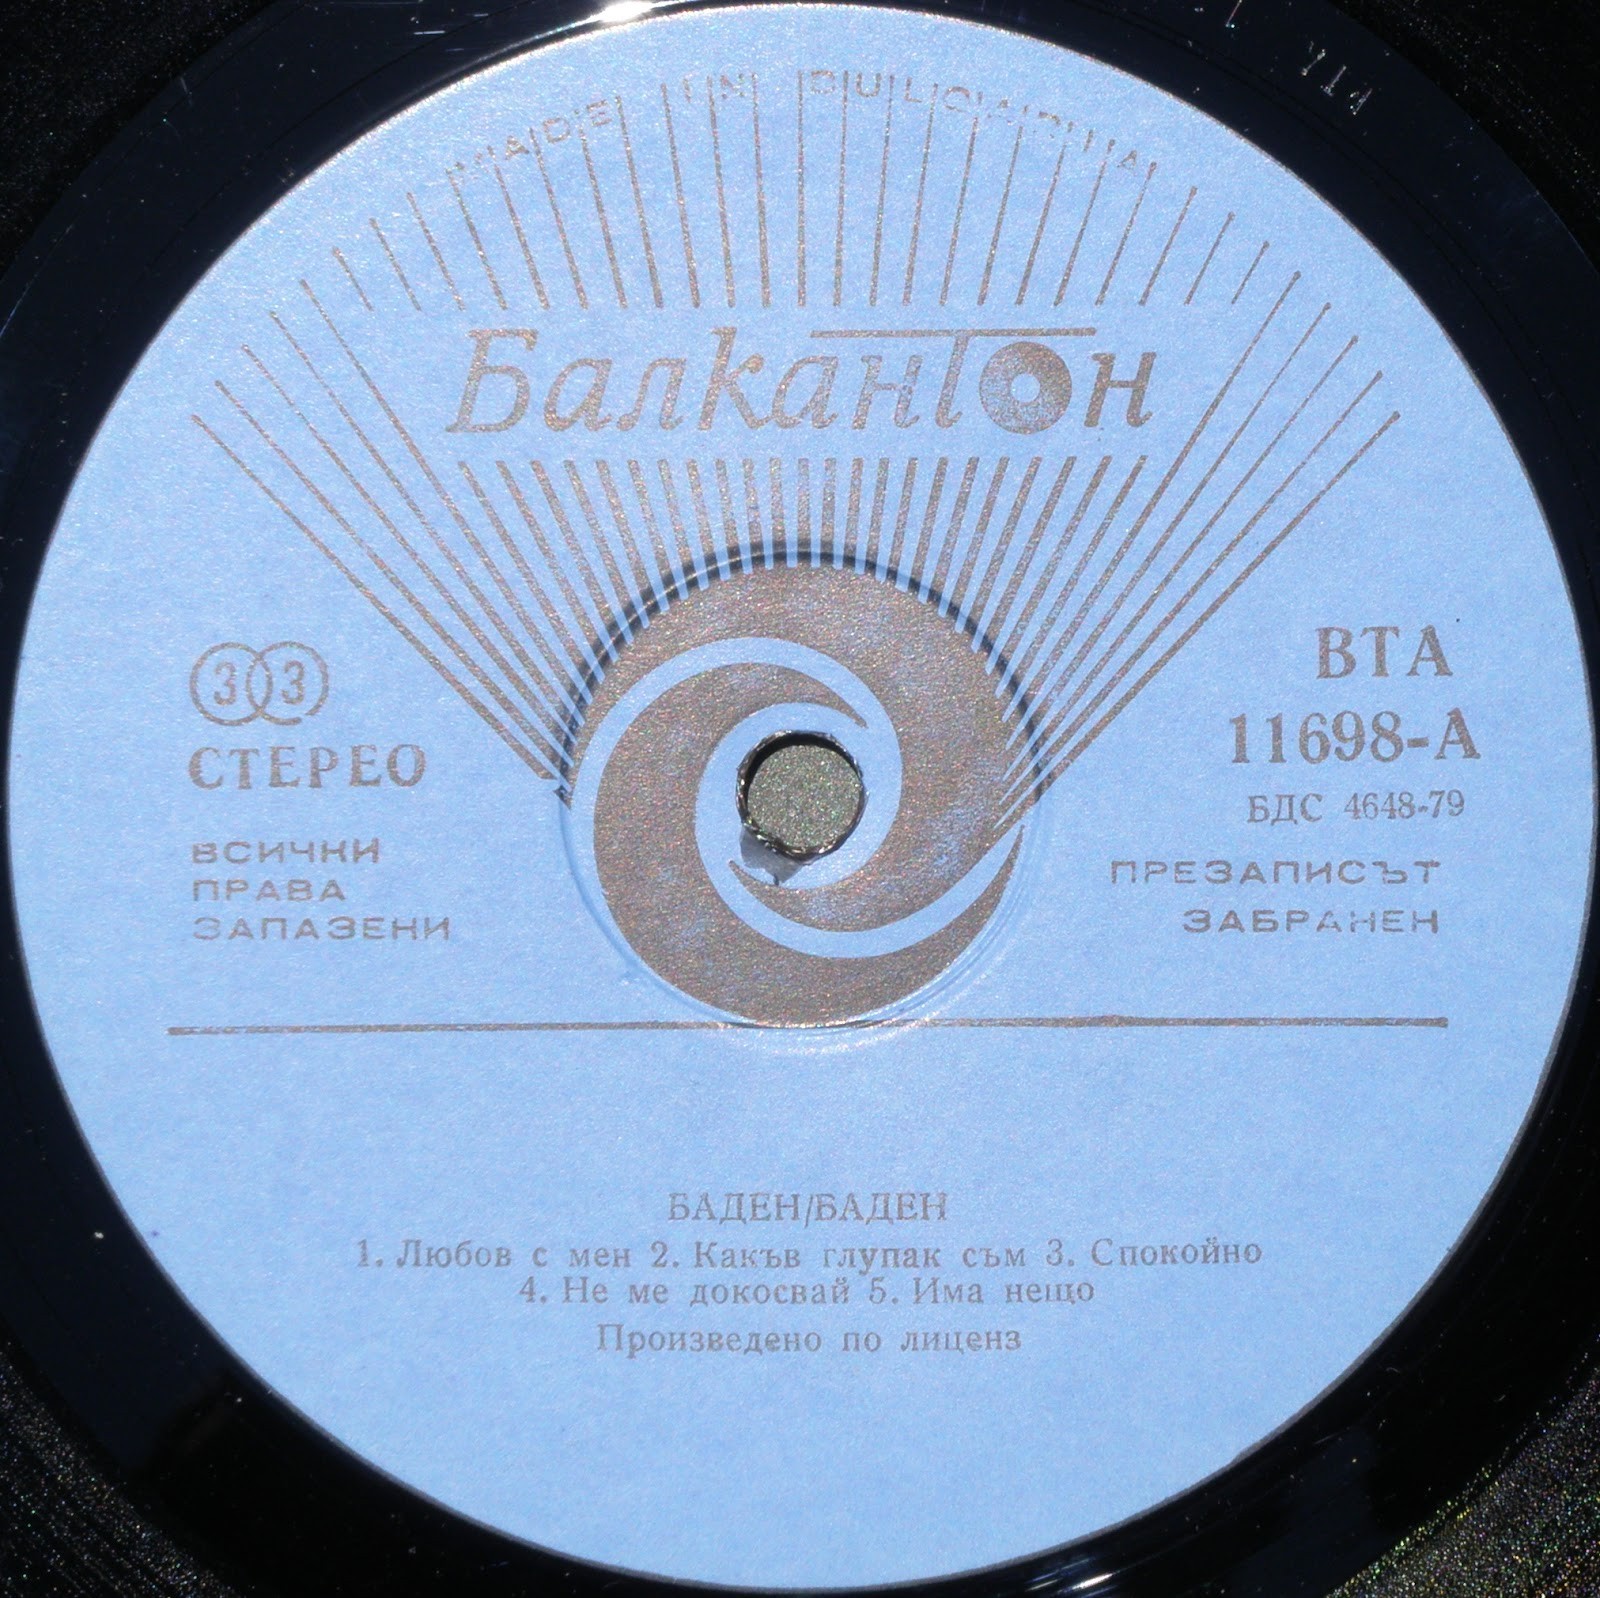 MADE IN BULGARIA
БалканТон
33
СТЕРЕО
ВСИЧКИ
ПРАВА
ЗАПАЗЕНИ
ВТА
11698-А
БДС 4648-79
ПРЕЗАПИСЪТ
ЗАБРАНЕН
БАДЕН/БАДЕН
1. Любов с мен 2. Какъв глупак съм 3. Спокойно
4. Не ме докосвай 5. Има нещо
Произведено по лиценз